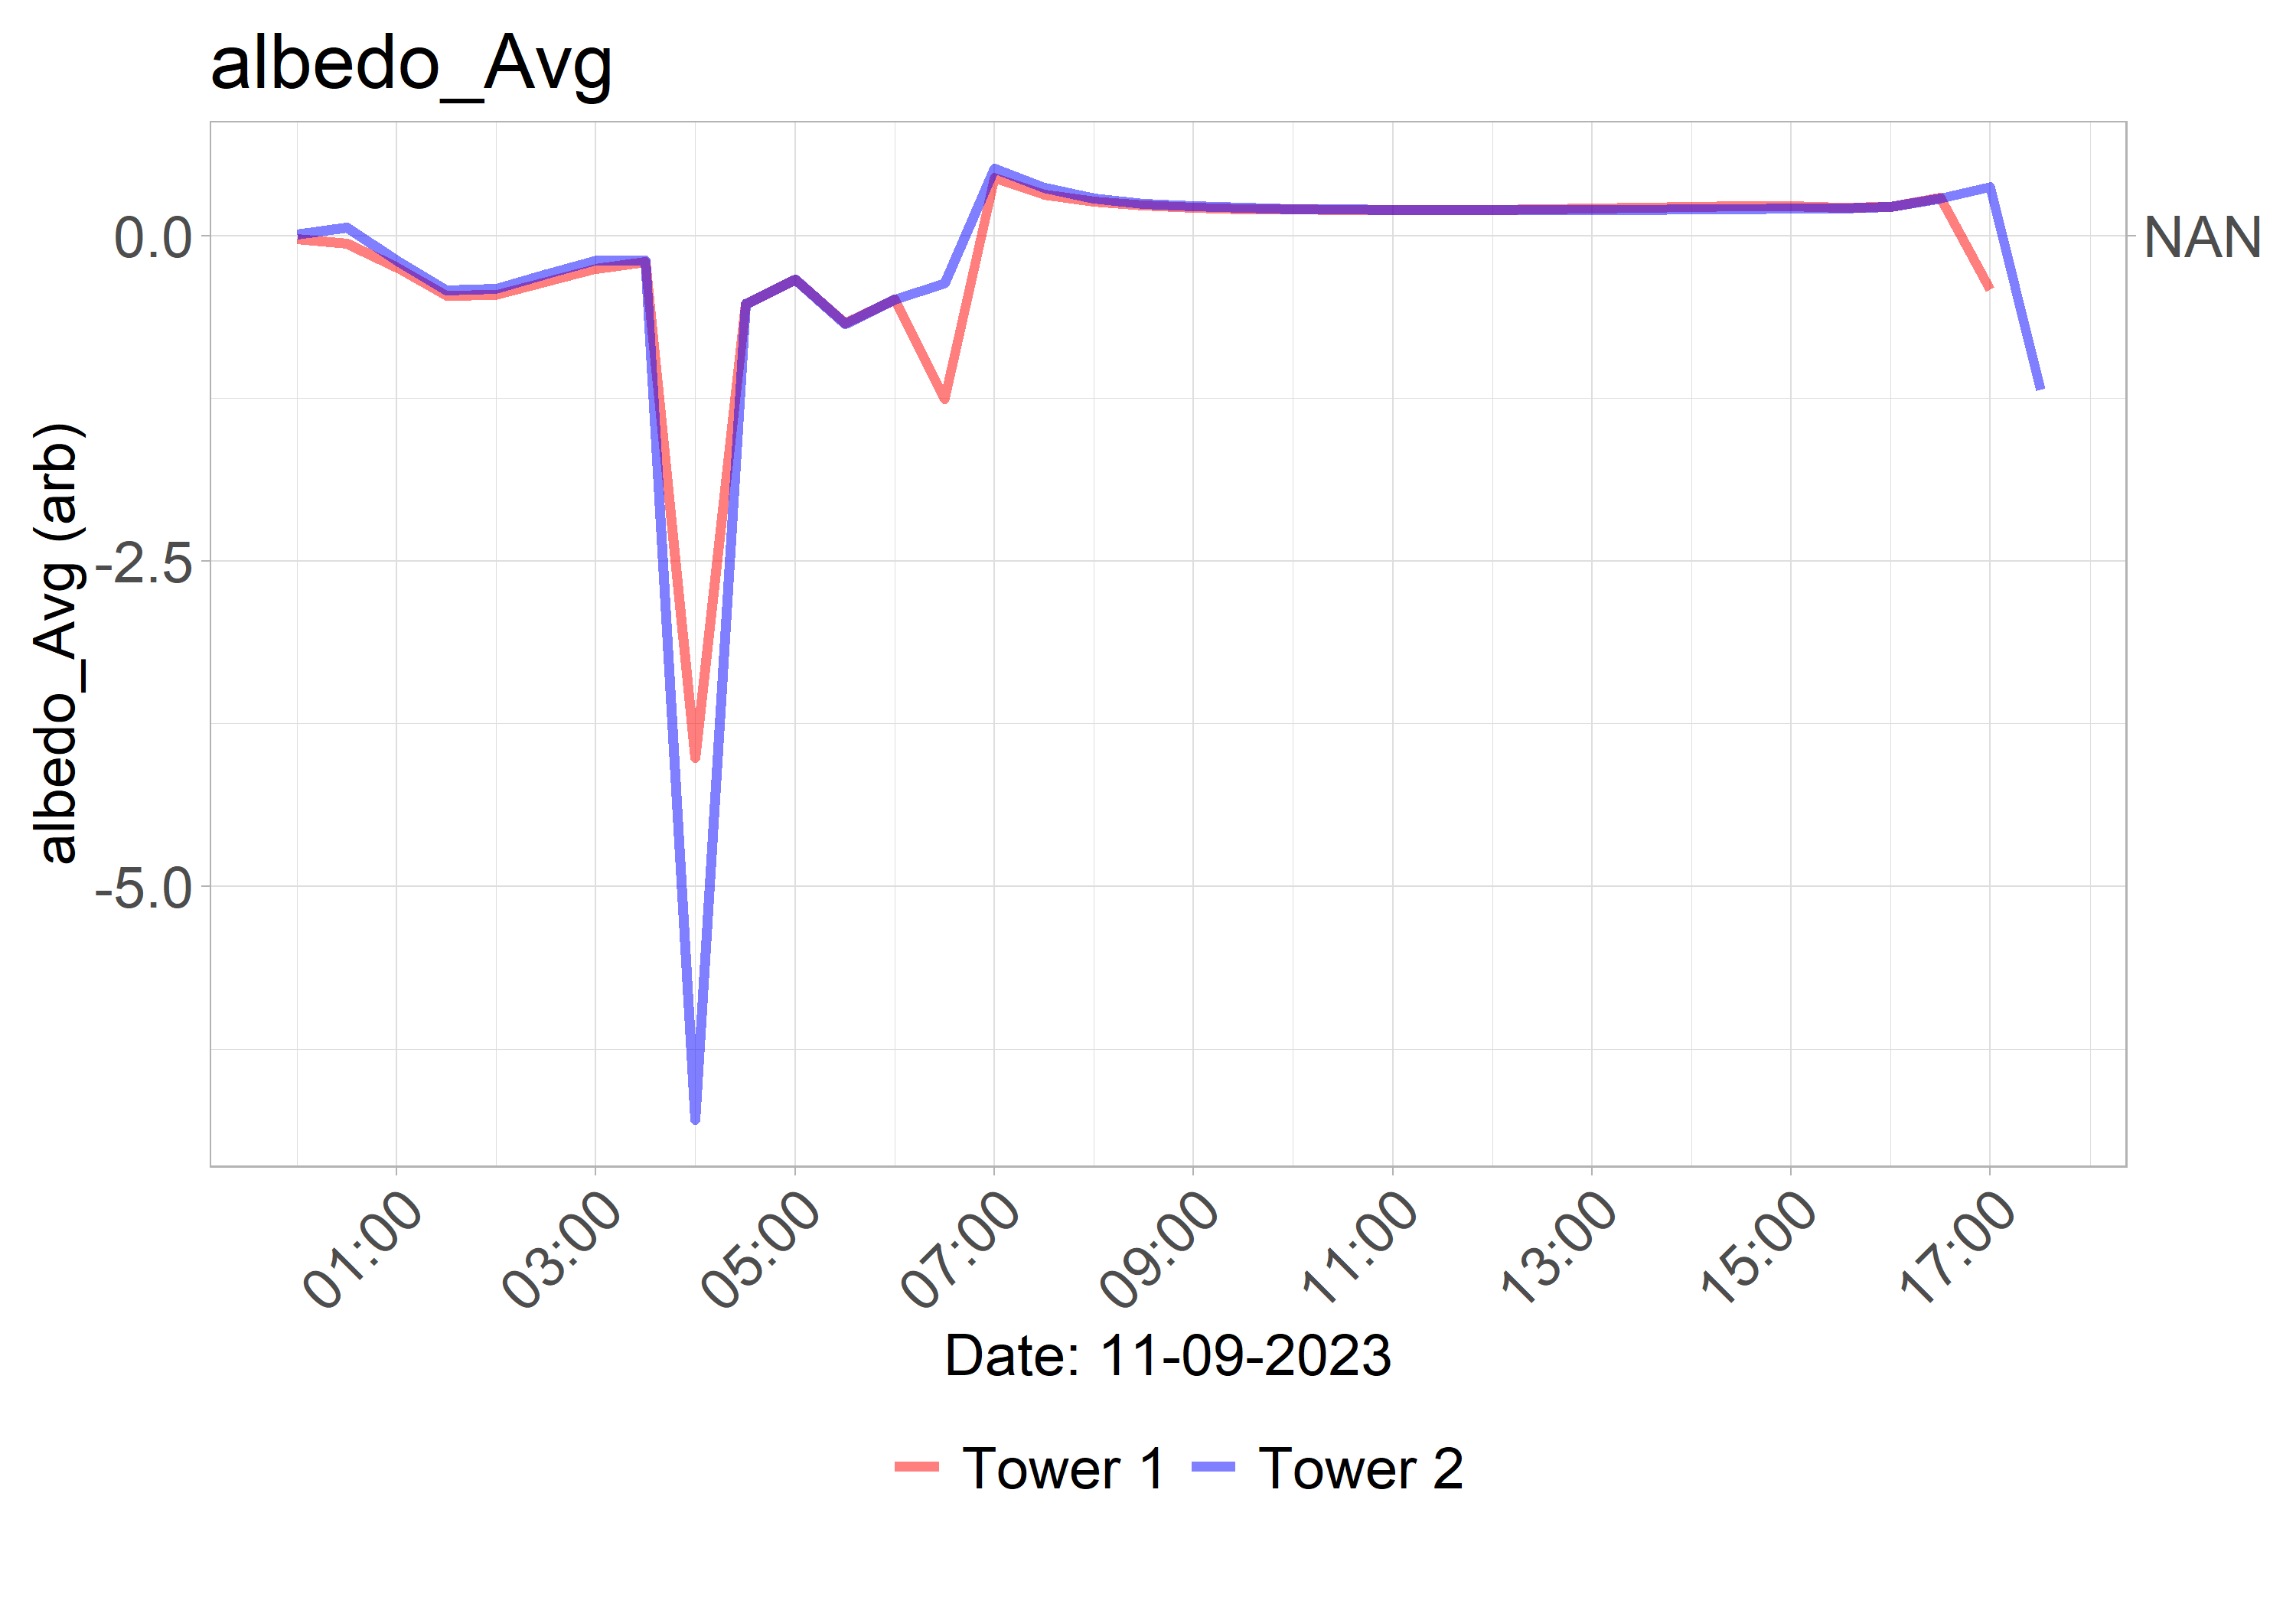 albedo_Avg
albedo_Avg (arb)
0.0
-2.5
-5.0
NAN
01:00
03:00
05:00
07:00
09:00
11:00
13:00
15:00
17:00
Date: 11-09-2023
Tower 1
Tower 2